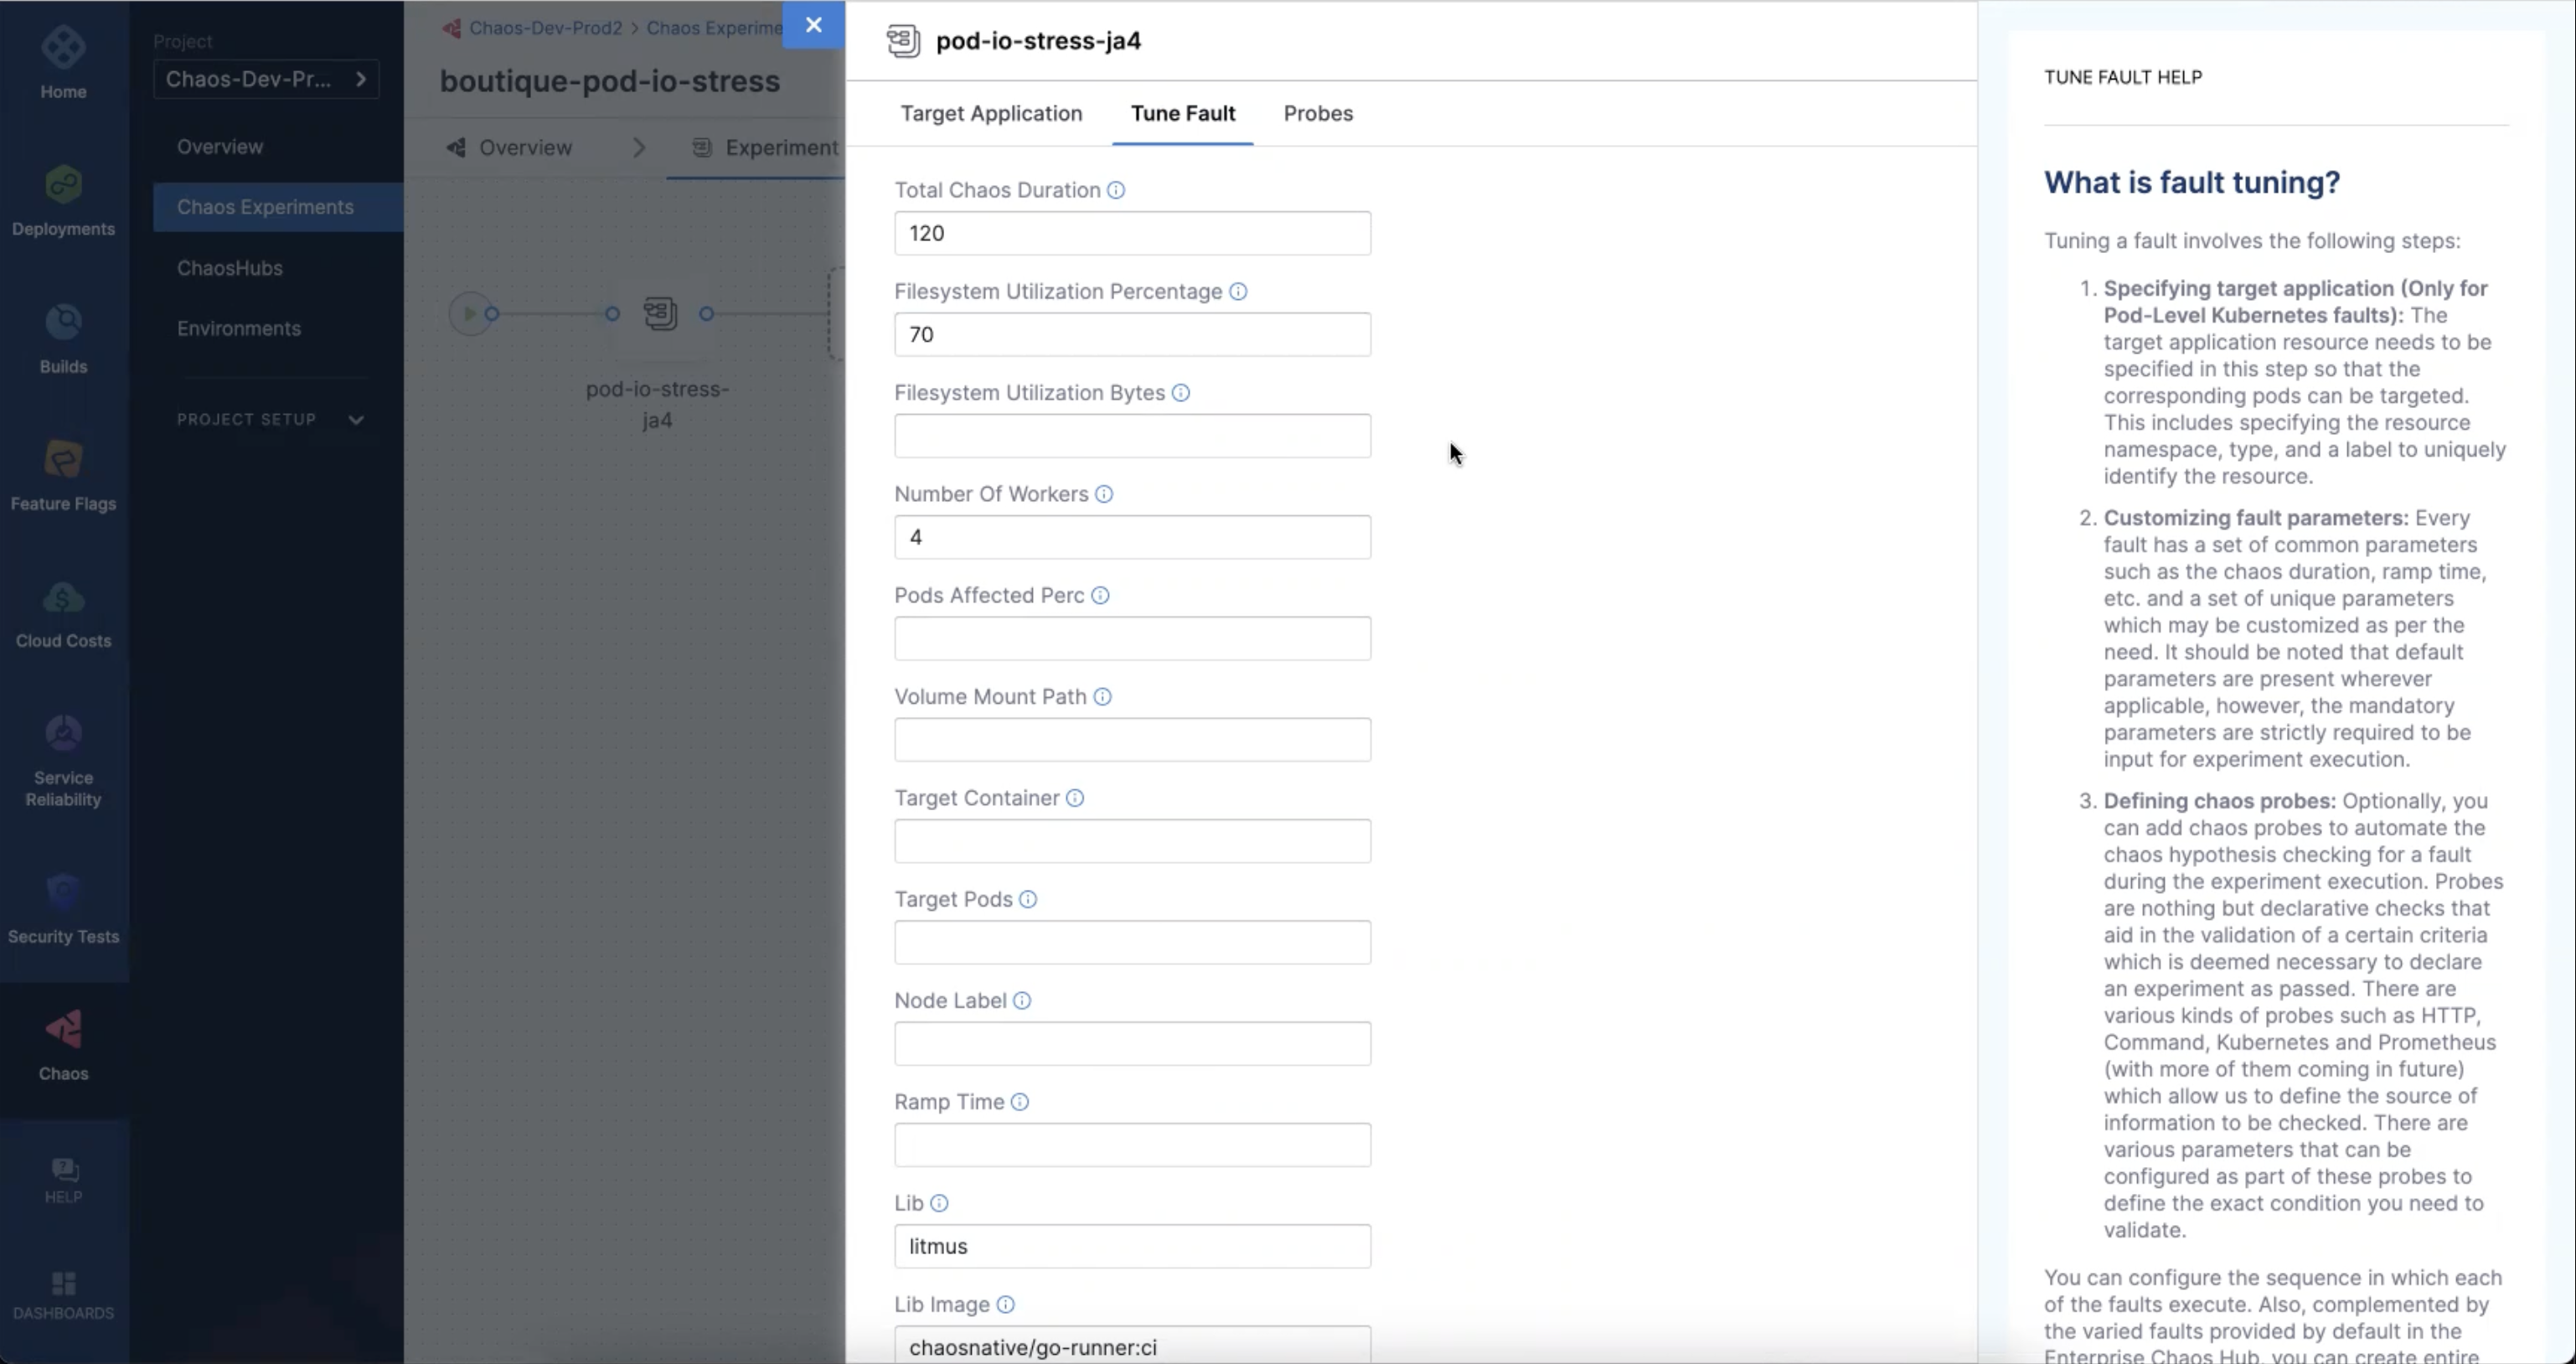 Home
Deployments
Builds
Feature Flags
Cloud Costs
Service
Reliability
Security Tests
Chaos
HELP
DASHBOARDS
Project
Chaos-Dev-Pr...
Overview
Chaos Experiments
ChaosHubs
Environments
PROJECT SETUP
Chaos-Dev-Prod2 > Chaos Experime
boutique-pod-io-stress
Overview
Experiment
pod-io-stress-
ja4
pod-io-stress-ja4
Target Application
Tune Fault
Probes
Total Chaos Duration
120
Filesystem Utilization Percentage
70
Filesystem Utilization Bytes
Number Of Workers
4
Pods Affected Perc
Volume Mount Path
Target Container
Target Pods
Node Label
Ramp Time
Lib
litmus
Lib Image
chaosnative/go-runner:ci
TUNE FAULT HELP
What is fault tuning?
Tuning a fault involves the following steps:
1. Specifying target application (Only for
Pod-Level Kubernetes faults): The
target application resource needs to be
specified in this step so that the
corresponding pods can be targeted.
This includes specifying the resource
namespace, type, and a label to uniquely
identify the resource.
2. Customizing fault parameters: Every
fault has a set of common parameters
such as the chaos duration, ramp time,
etc. and a set of unique parameters
which may be customized as per the
need. It should be noted that default
parameters are present wherever
applicable, however, the mandatory
parameters are strictly required to be
input for experiment execution.
3. Defining chaos probes: Optionally, you
can add chaos probes to automate the
chaos hypothesis checking for a fault
during the experiment execution. Probes
are nothing but declarative checks that
aid in the validation of a certain criteria
which is deemed necessary to declare
an experiment as passed. There are
various kinds of probes such as HTTP,
Command, Kubernetes and Prometheus
(with more of them coming in future)
which allow us to define the source of
information to be checked. There are
various parameters that can be
configured as part of these probes to
define the exact condition you need to
validate.
You can configure the sequence in which each
of the faults execute. Also, complemented by
the varied faults provided by default in the
Enterprise Chaos Hub, you can create entire